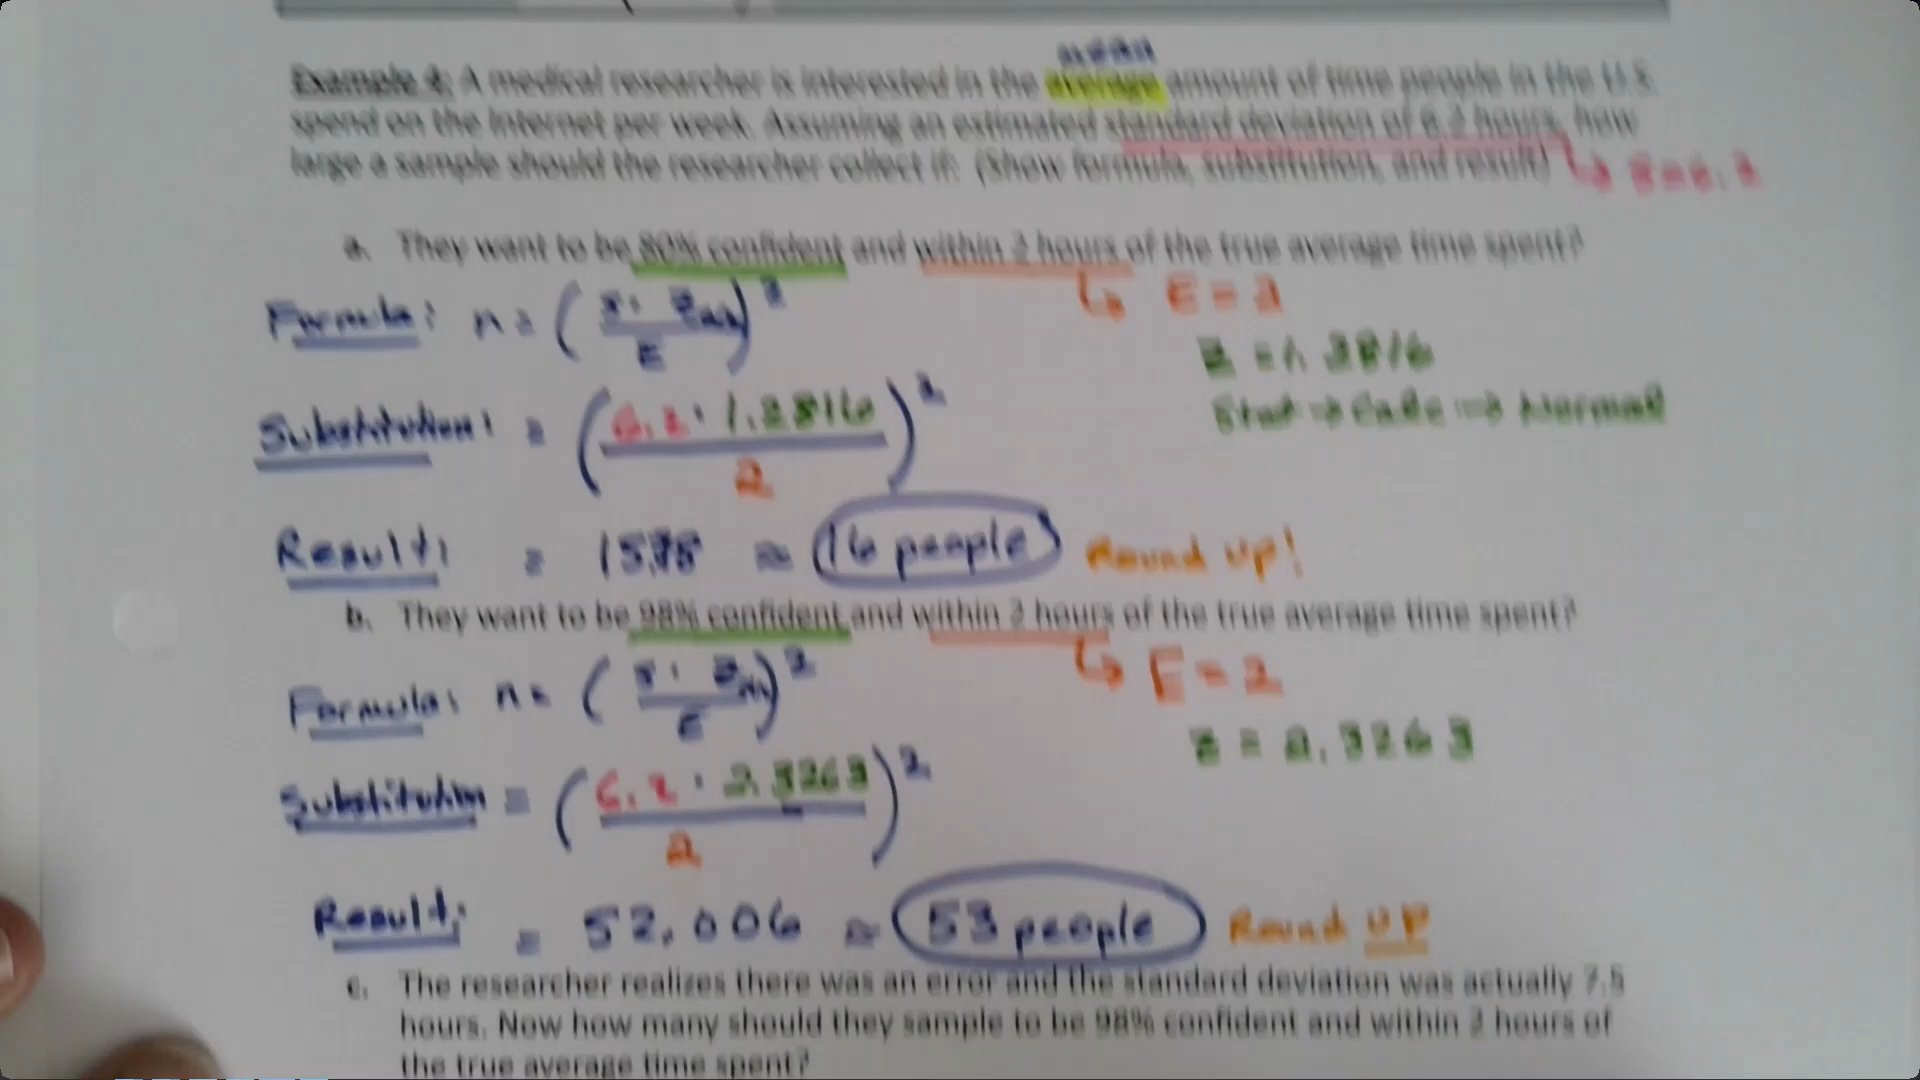 mean
Example 4: A medical researcher is interested in the average amount of time people in the U.S.
spend on the Internet per week. Assuming an estimated standard deviation of 6.2 hours, how
large a sample should the researcher collect if: (Show formula, substitution, and result)
s=6.2
a. They want to be 80% confident and within 2 hours of the true average time spent?
Formula: n = (s · Zα/2 / E)²
E = 2
Z = 1.2816
Stat → Calc → Normal
Substitution: = (6.2 · 1.2816 / 2)²
Result: = 15.78 ≈ 16 people Round up!
b. They want to be 98% confident and within 2 hours of the true average time spent?
Formula: n = (s · Zα/2 / E)²
E = 2
Z = 2.3263
Substitution = (6.2 · 2.3263 / 2)²
Result: = 52.006 ≈ 53 people Round UP
c. The researcher realizes there was an error and the standard deviation was actually 7.5
hours. Now how many should they sample to be 98% confident and within 2 hours of
the true average time spent?